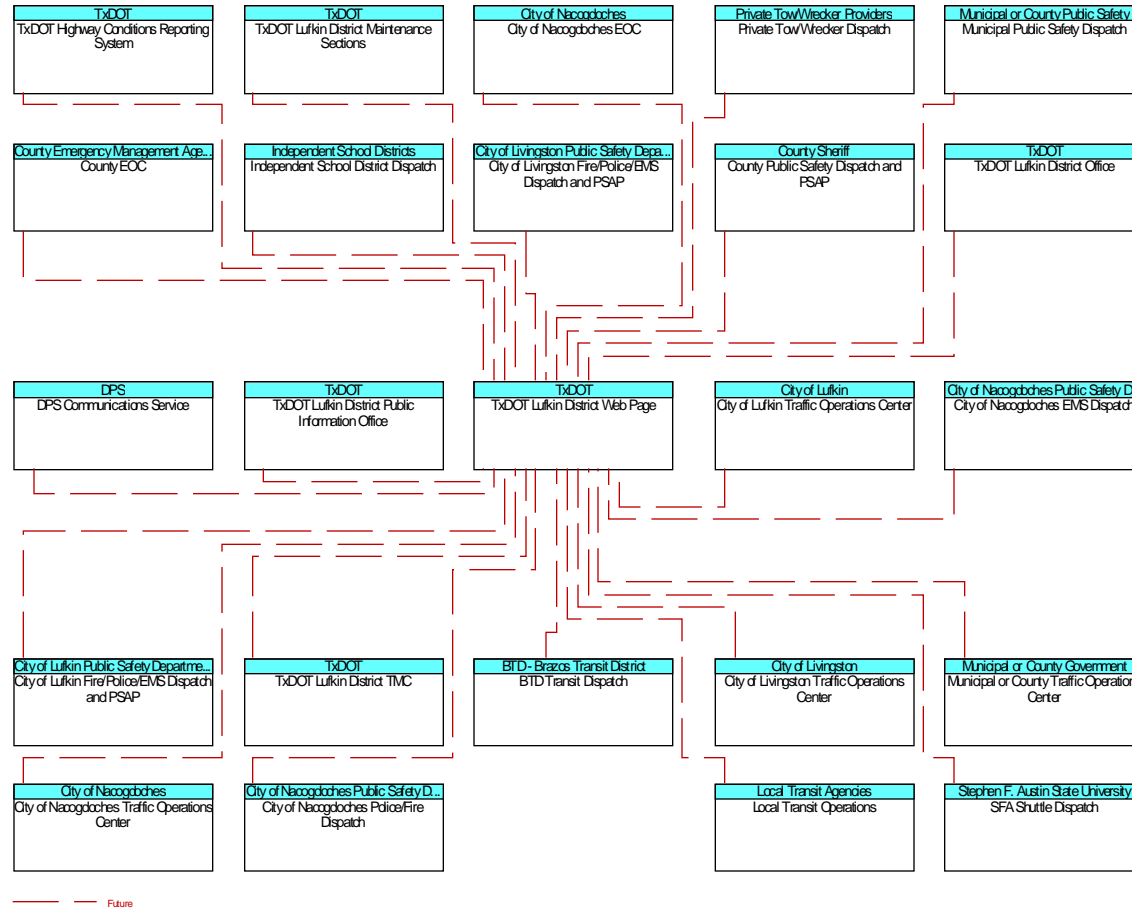 TxDOT
TxDOT Highway Conditions Reporting
System
TxDOT
TxDOT Lufkin District Maintenance
Sections
City of Nacogdoches
City of Nacogdoches EOC
Private Tow/Wrecker Providers
Private Tow/Wrecker Dispatch
Municipal or County Public Safety
Municipal Public Safety Dispatch
County Emergency Management Age...
County EOC
Independent School Districts
Independent School District Dispatch
City of Livingston Public Safety Depa...
City of Livingston Fire/Police/EMS
Dispatch and PSAP
County Sheriff
County Public Safety Dispatch and
PSAP
TxDOT
TxDOT Lufkin District Office
DPS
DPS Communications Service
TxDOT
TxDOT Lufkin District Public
Information Office
TxDOT
TxDOT Lufkin District Web Page
City of Lufkin
City of Lufkin Traffic Operations Center
City of Nacogdoches Public Safety D
City of Nacogdoches EMS Dispatch
City of Lufkin Public Safety Departme...
City of Lufkin Fire/Police/EMS Dispatch
and PSAP
TxDOT
TxDOT Lufkin District TMC
BTD - Brazos Transit District
BTD Transit Dispatch
City of Livingston
City of Livingston Traffic Operations
Center
Municipal or County Government
Municipal or County Traffic Operation
Center
City of Nacogdoches
City of Nacogdoches Traffic Operations
Center
City of Nacogdoches Public Safety D...
City of Nacogdoches Police/Fire
Dispatch
Local Transit Agencies
Local Transit Operations
Stephen F. Austin State University
SFA Shuttle Dispatch
Future